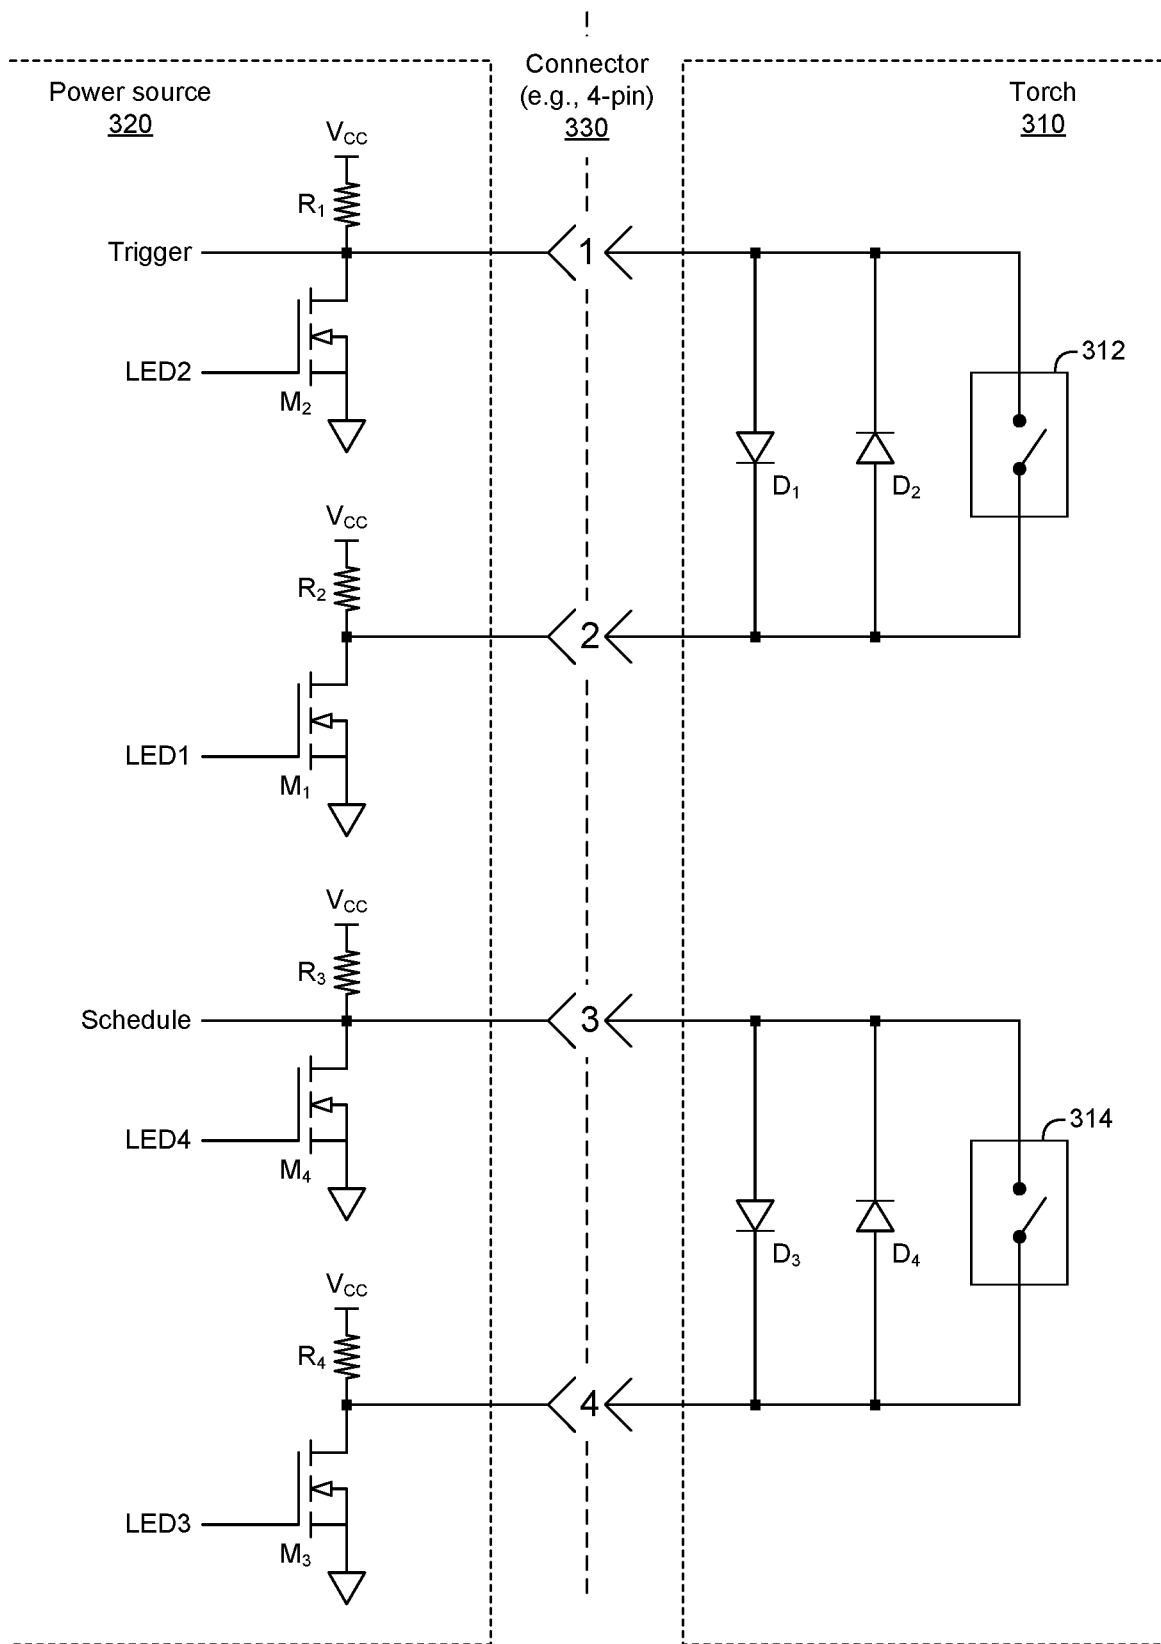 Connector
(e.g., 4-pin)
330
Power source
320
Torch
310
VCC
R1
Trigger
1
LED2
M2
312
D1
D2
VCC
R2
2
LED1
M1
VCC
R3
Schedule
3
LED4
M4
314
D3
D4
VCC
R4
4
LED3
M3